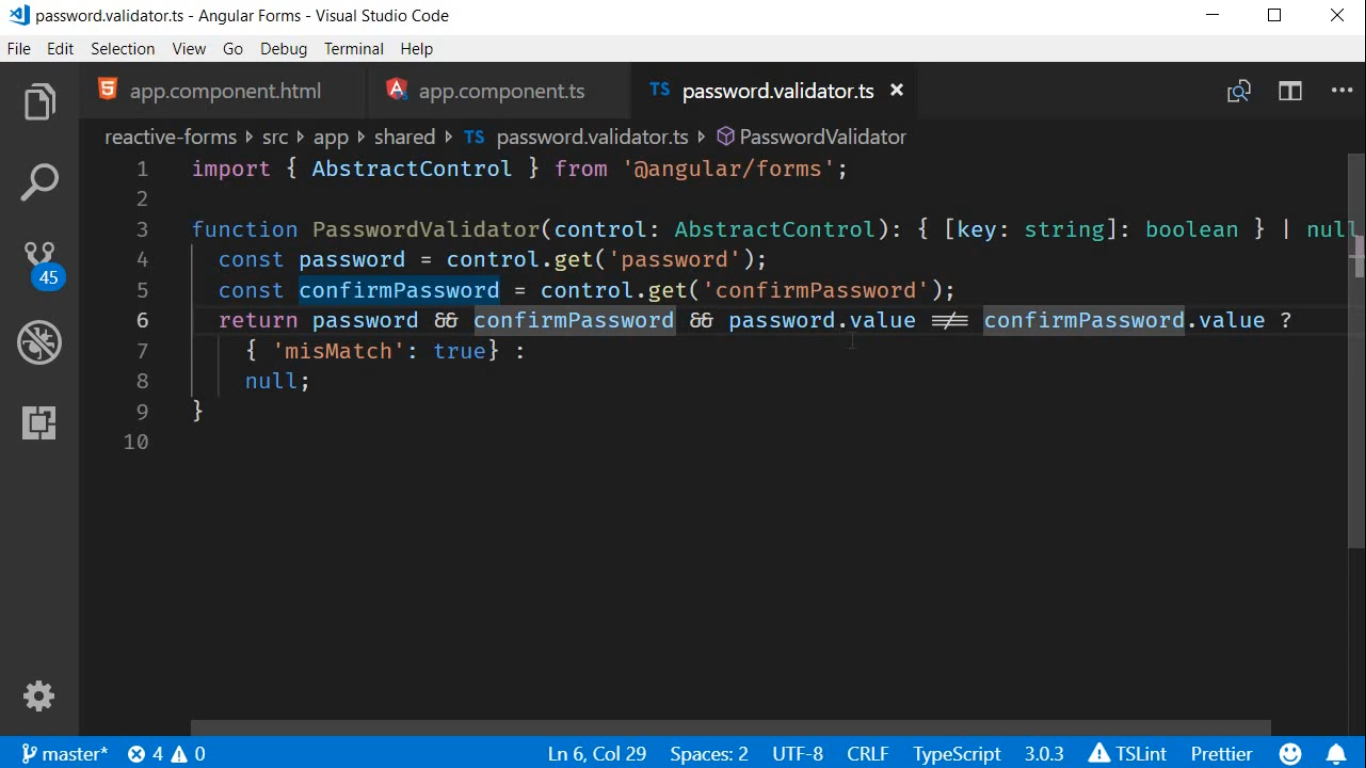 password.validator.ts - Angular Forms - Visual Studio Code
File Edit Selection View Go Debug Terminal Help
app.component.html app.component.ts TS password.validator.ts
reactive-forms src app shared TS password.validator.ts PasswordValidator
1 import { AbstractControl } from '@angular/forms';
2
3 function PasswordValidator(control: AbstractControl): { [key: string]: boolean } | null
4 const password = control.get('password');
5 const confirmPassword = control.get('confirmPassword');
6 return password && confirmPassword && password.value !== confirmPassword.value ?
7 { 'misMatch': true} :
8 null;
9 }
10
45
master* 4 0 Ln 6, Col 29 Spaces: 2 UTF-8 CRLF TypeScript 3.0.3 TSLint Prettier